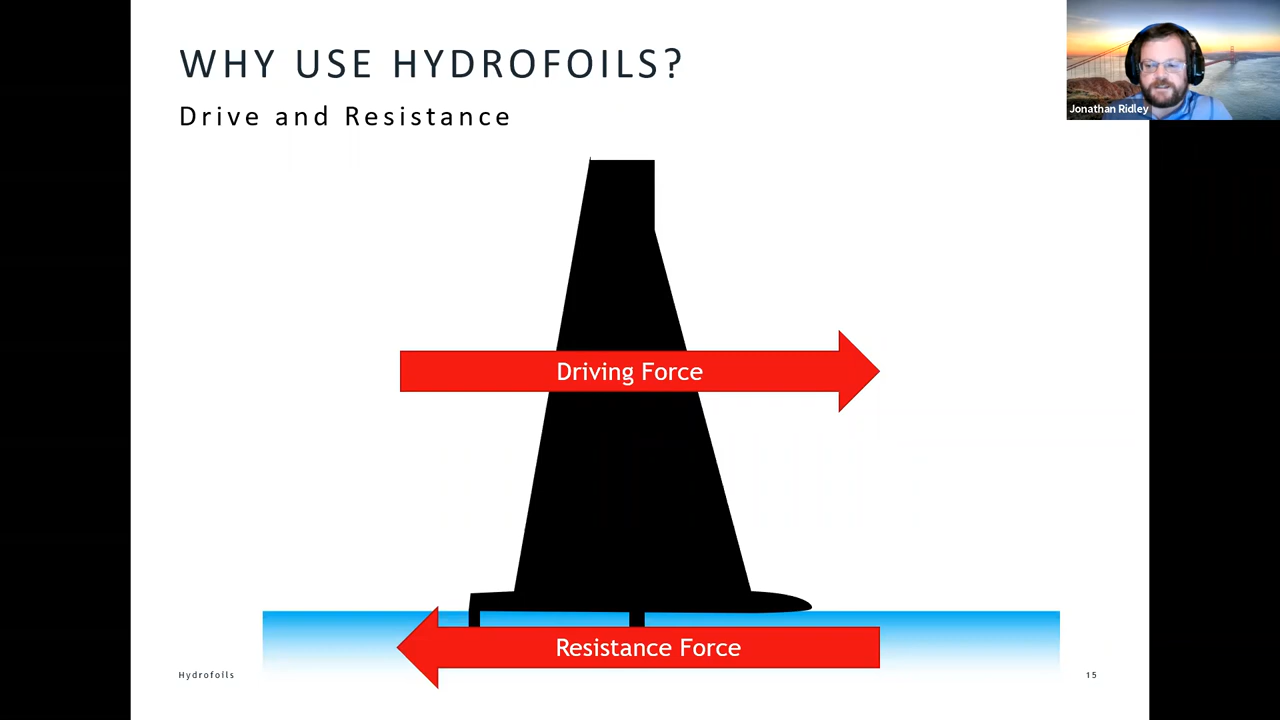 WHY USE HYDROFOILS?
Drive and Resistance
Jonathan Ridley
Driving Force
Resistance Force
Hydrofoils
15